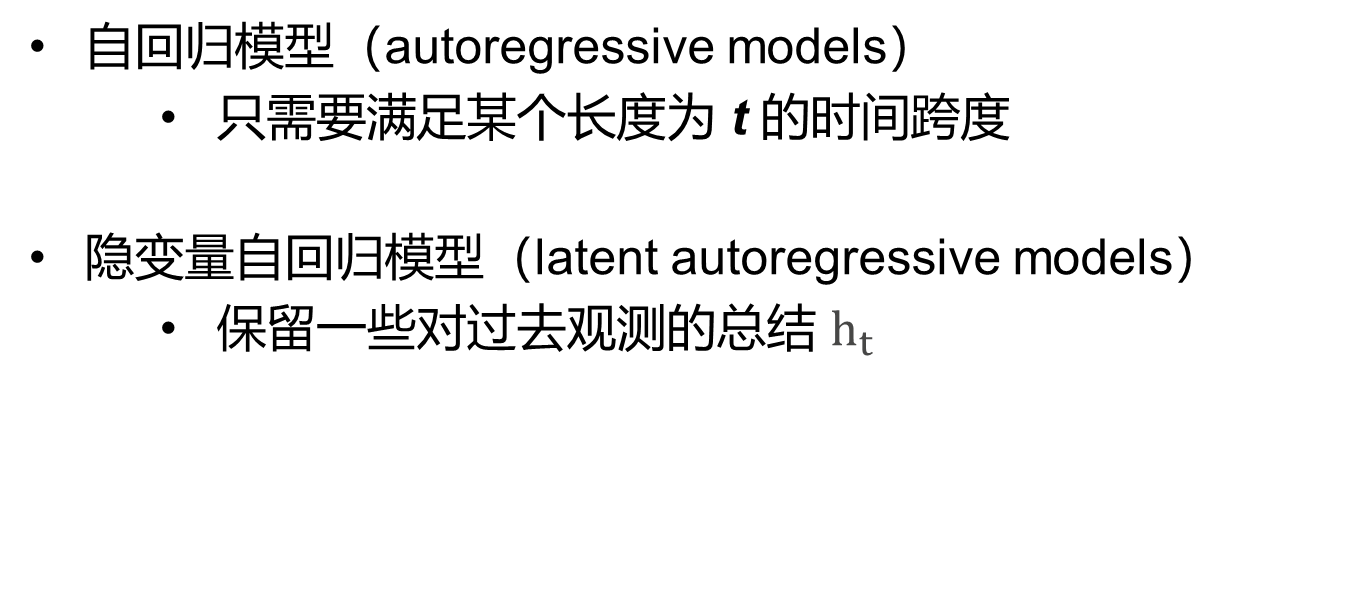 • 自回归模型（autoregressive models）
• 只需要满足某个长度为 t 的时间跨度
• 隐变量自回归模型（latent autoregressive models）
• 保留一些对过去观测的总结 hₜ